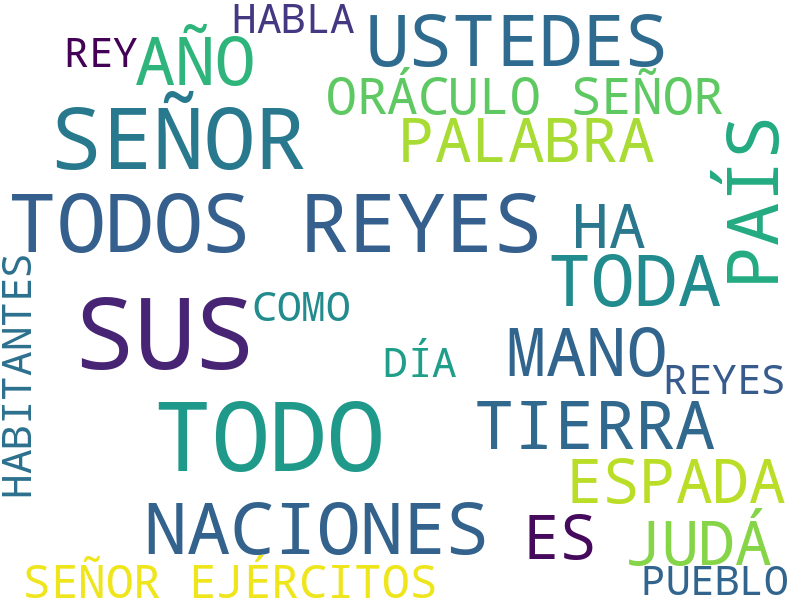 HABLA
REY
AÑO
USTEDES
ORÁCULO SEÑOR
SEÑOR
PALABRA
PAÍS
TODOS REYES
HA
TODA
HABITANTES
SUS
COMO
DÍA
MANO
REYES
TODO
TIERRA
ESPADA
NACIONES
ES
JUDÁ
SEÑOR EJÉRCITOS
PUEBLO